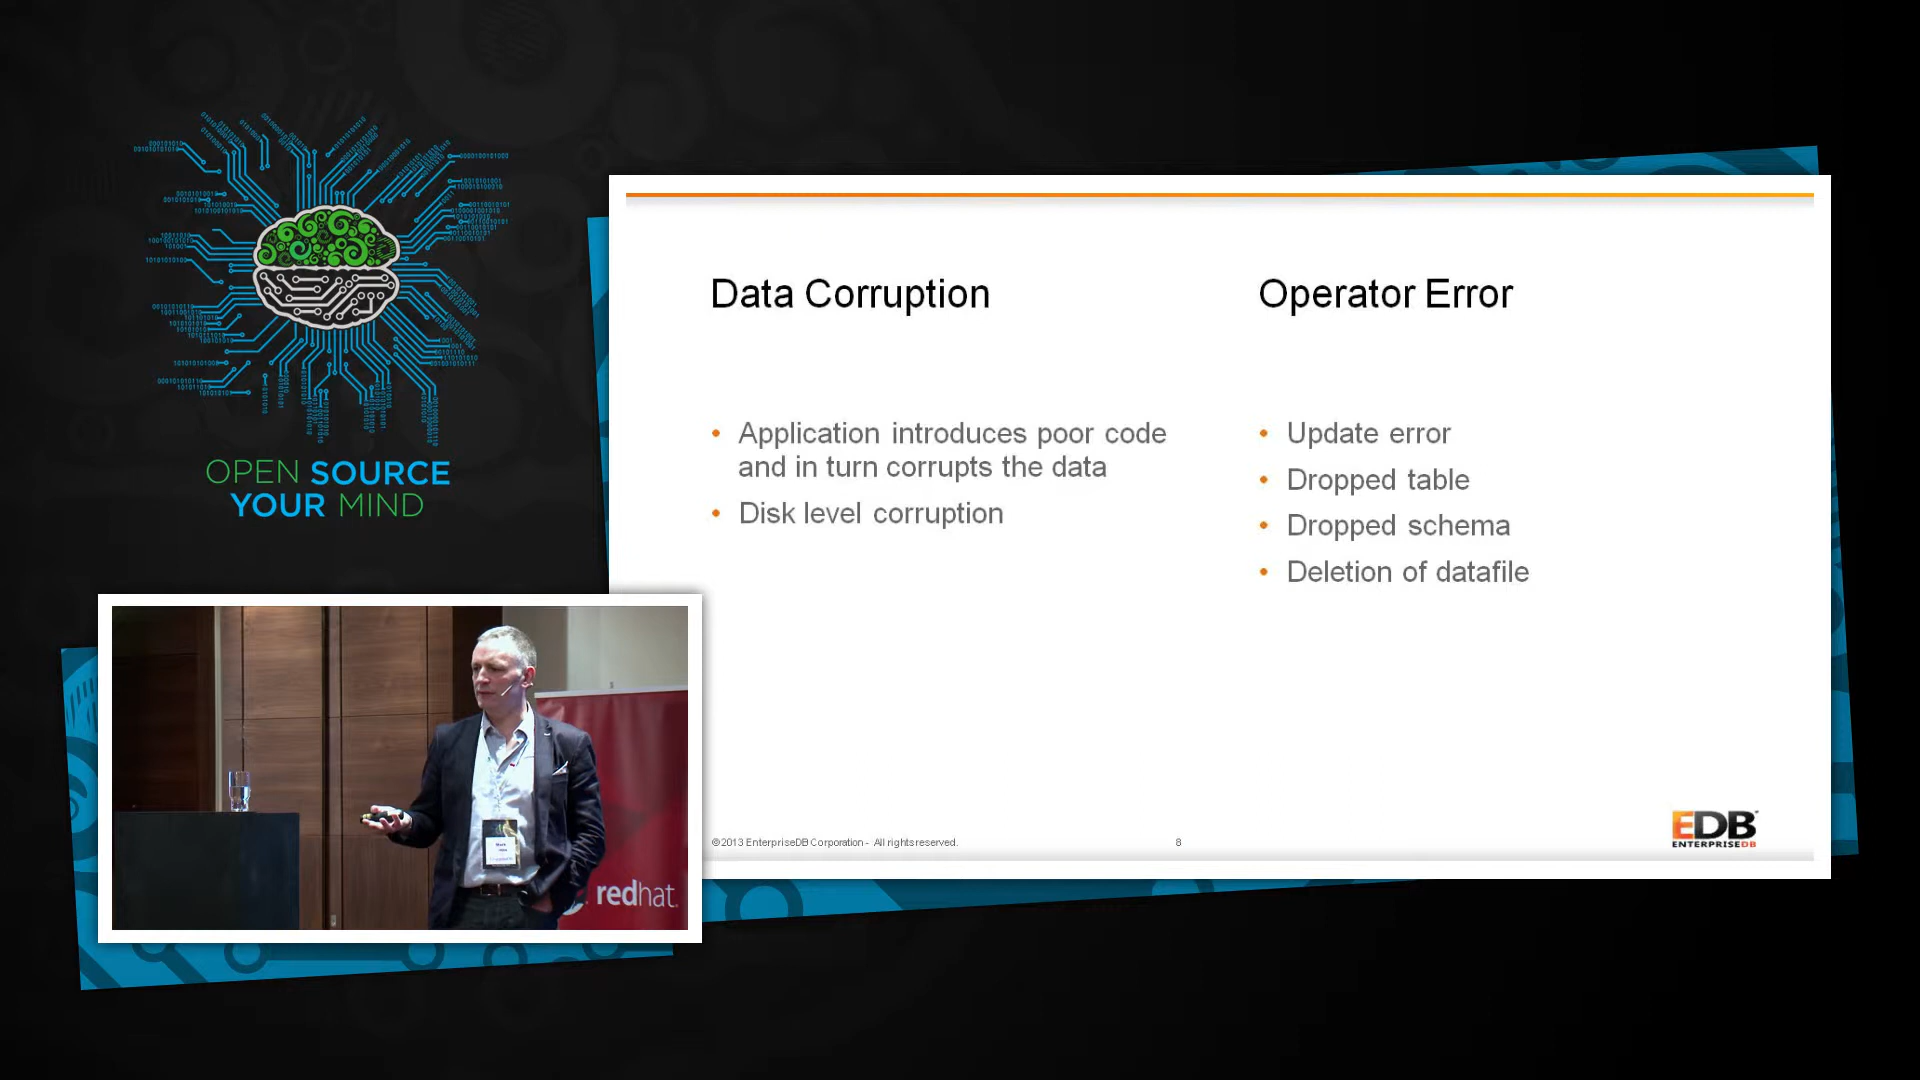 OPEN SOURCE
YOUR MIND
Data Corruption
Application introduces poor code
and in turn corrupts the data
Disk level corruption
Operator Error
Update error
Dropped table
Dropped schema
Deletion of datafile
©2013 EnterpriseDB Corporation - All rights reserved.
8
EDB
ENTERPRISEDB
Mark
redhat.